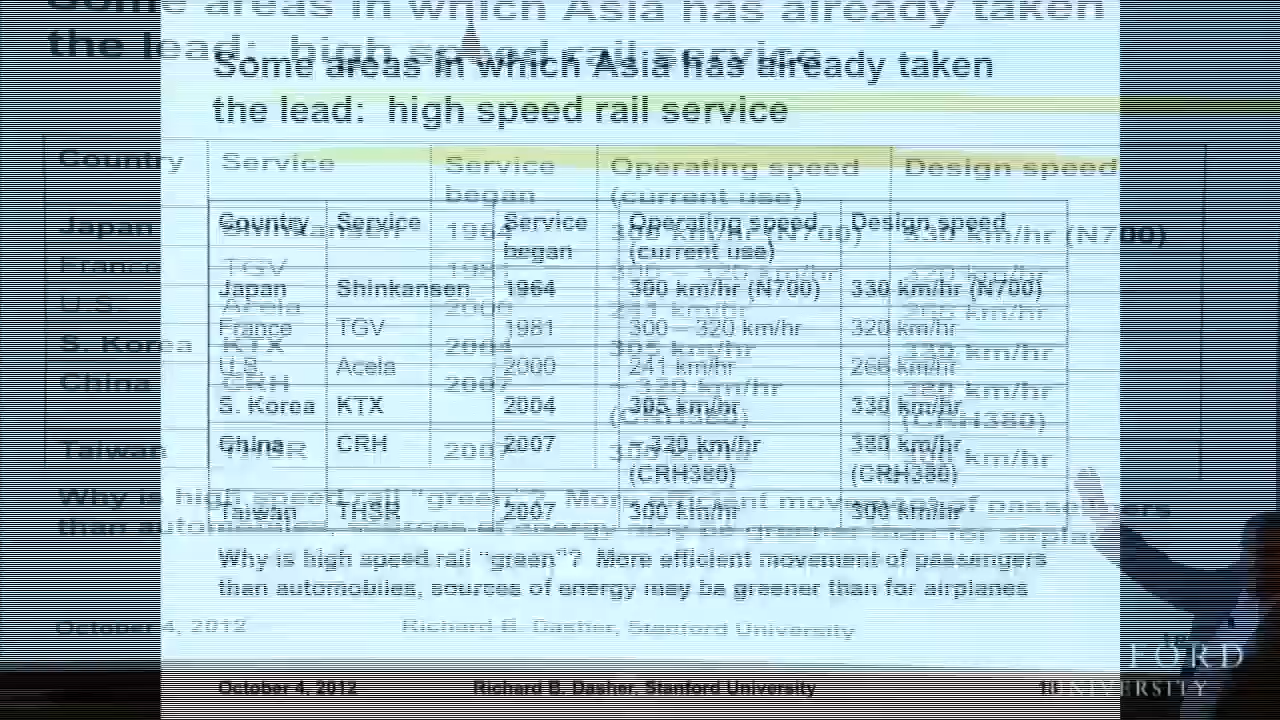 Some areas in which Asia has already taken
the lead: high speed rail service
Country Service Service began Operating speed (current use) Design speed
Japan Shinkansen 1964 300 km/hr (N700) 330 km/hr (N700)
France TGV 1981 300 – 320 km/hr 320 km/hr
U.S. Acela 2000 241 km/hr 266 km/hr
S. Korea KTX 2004 305 km/hr 330 km/hr
China CRH 2007 ~ 320 km/hr (CRH380) 380 km/hr (CRH380)
Taiwan THSR 2007 300 km/hr 300 km/hr
Why is high speed rail "green"? More efficient movement of passengers
than automobiles, sources of energy may be greener than for airplanes
October 4, 2012 Richard B. Dasher, Stanford University